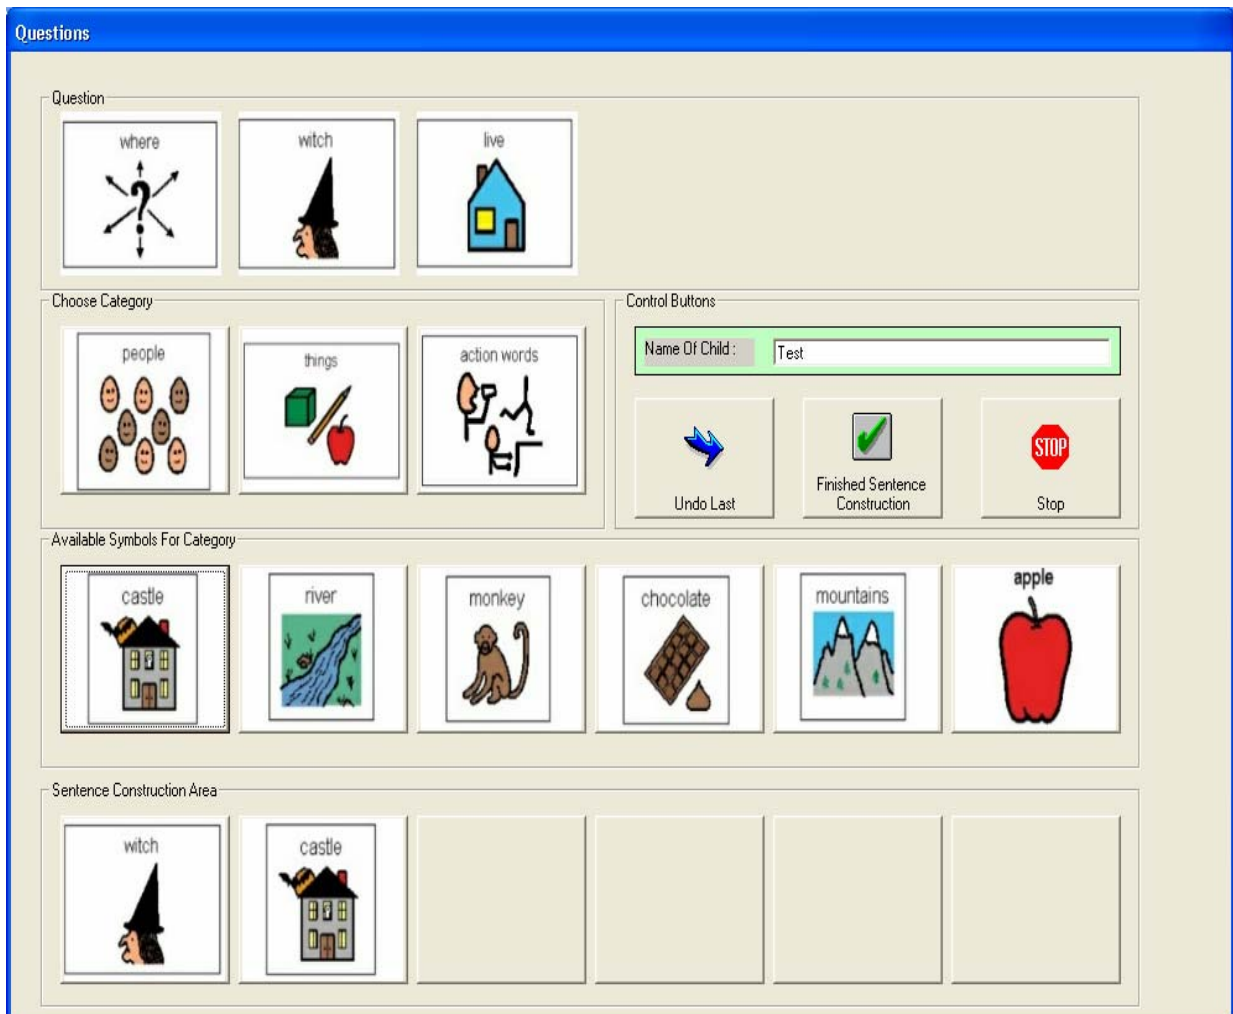 Questions
Question
where
witch
live
Choose Category
people
things
action words
Control Buttons
Name Of Child :
Test
Undo Last
Finished Sentence
Construction
STOP
Stop
Available Symbols For Category
castle
river
monkey
chocolate
mountains
apple
Sentence Construction Area
witch
castle